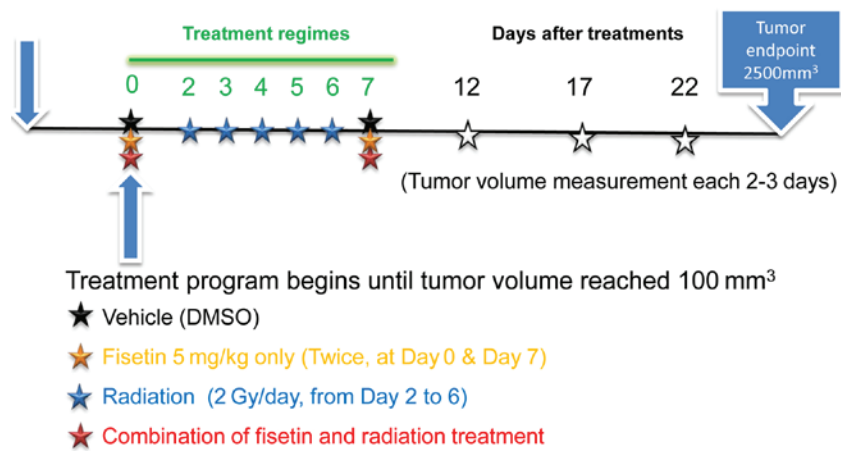 Treatment regimes
Days after treatments
Tumor
endpoint
2500mm³
0 2 3 4 5 6 7 12 17 22
(Tumor volume measurement each 2-3 days)
Treatment program begins until tumor volume reached 100 mm³
Vehicle (DMSO)
Fisetin 5 mg/kg only (Twice, at Day 0 & Day 7)
Radiation (2 Gy/day, from Day 2 to 6)
Combination of fisetin and radiation treatment